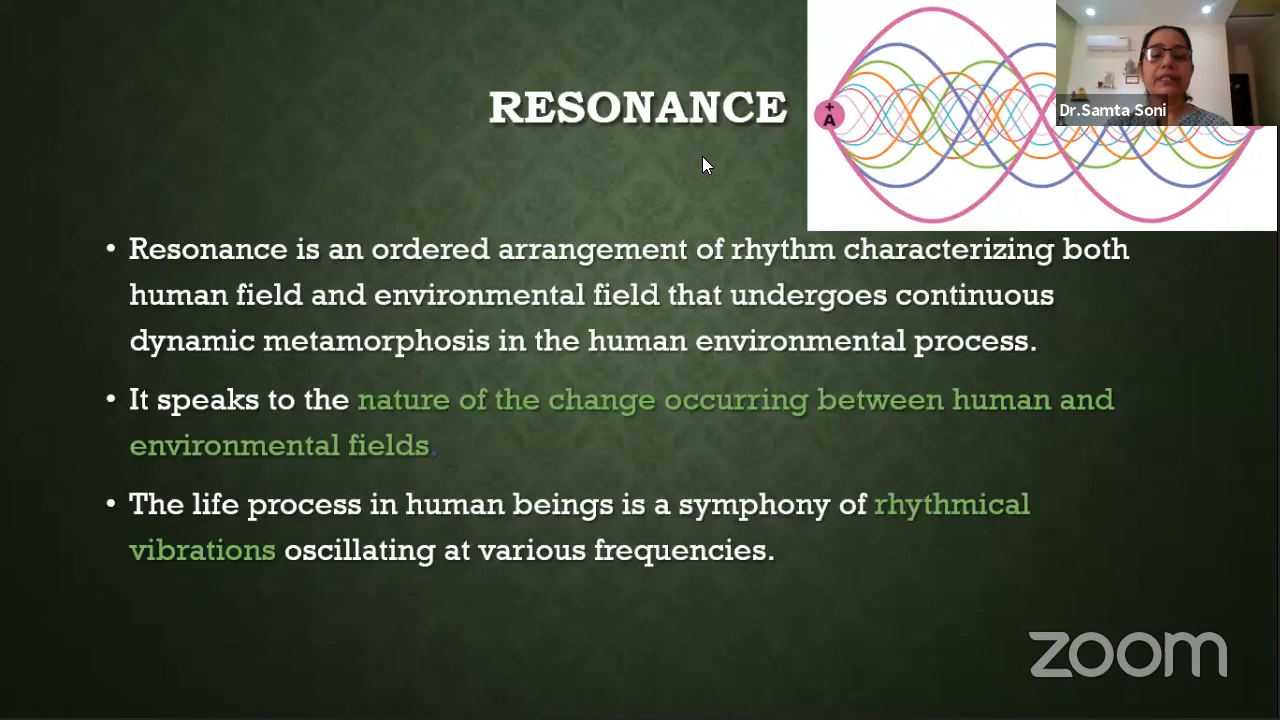 RESONANCE
+
A
Dr.Samta Soni
• Resonance is an ordered arrangement of rhythm characterizing both
human field and environmental field that undergoes continuous
dynamic metamorphosis in the human environmental process.
• It speaks to the nature of the change occurring between human and
environmental fields.
• The life process in human beings is a symphony of rhythmical
vibrations oscillating at various frequencies.
zoom